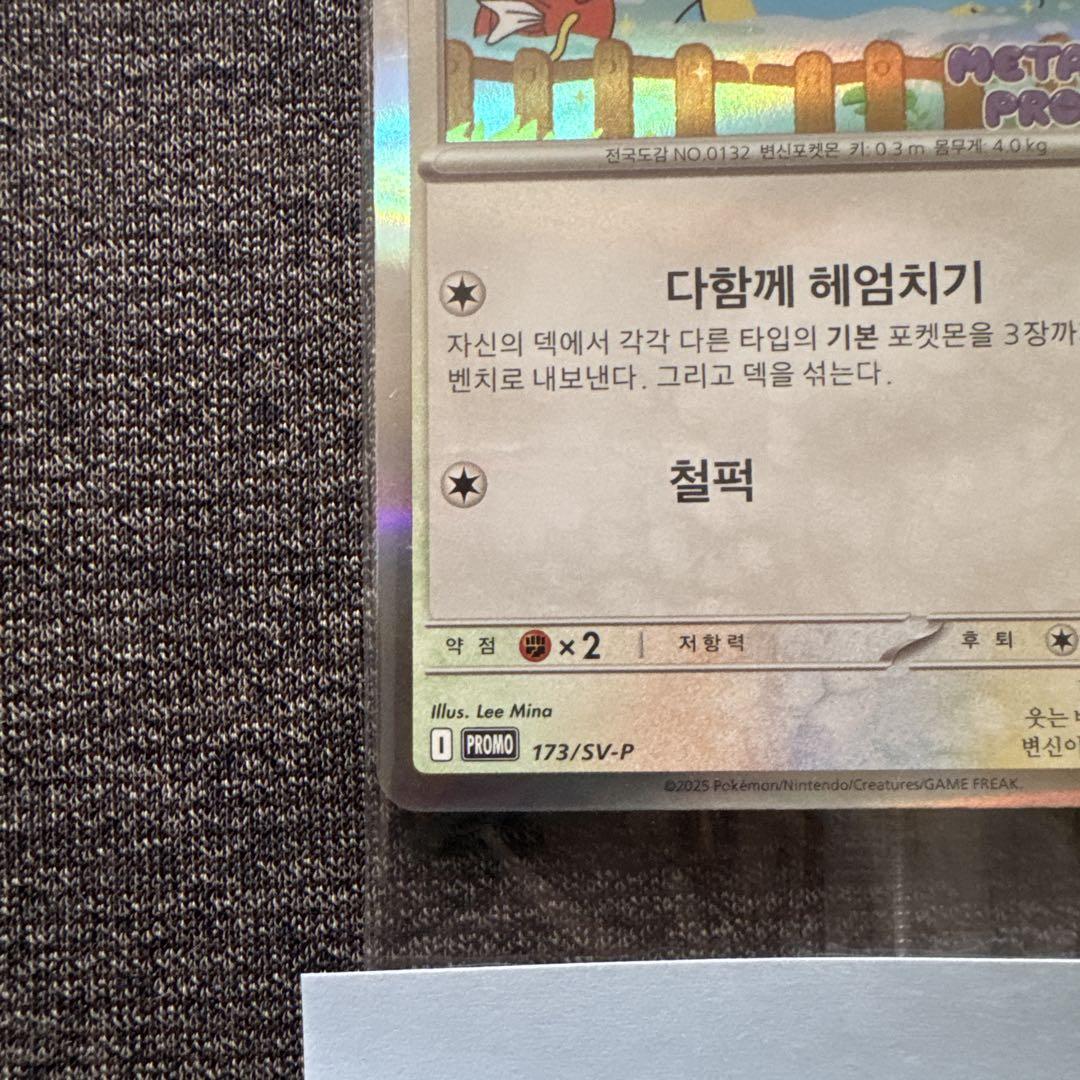 META
PRO
전국도감 NO.0132 변신포켓몬 키: 0.3 m 몸무게: 4.0 kg
다함께 헤엄치기
자신의 덱에서 각각 다른 타입의 기본 포켓몬을 3장까지
벤치로 내보낸다. 그리고 덱을 섞는다.
철퍽
약점 ×2 저항력 후퇴
Illus. Lee Mina
웃는
I PROMO 173/SV-P
변신이
©2025 Pokémon/Nintendo/Creatures/GAME FREAK.